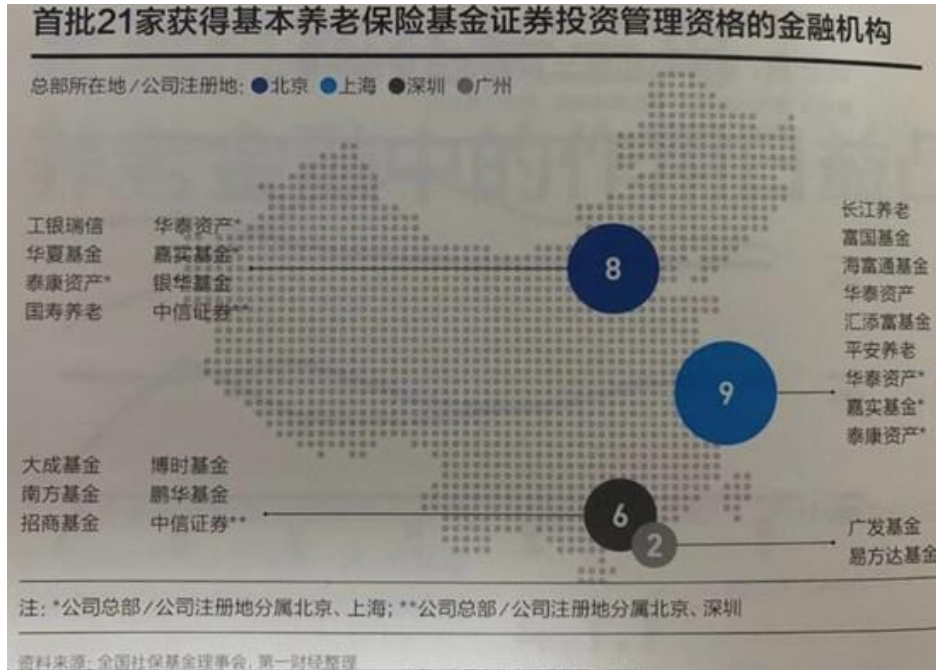 首批21家获得基本养老保险基金证券投资管理资格的金融机构
总部所在地/公司注册地: 北京 上海 深圳 广州
工银瑞信 华泰资产*
华夏基金 嘉实基金*
泰康资产* 银华基金
国寿养老 中信证券**
8
长江养老
富国基金
海富通基金
华泰资产
汇添富基金
平安养老
华泰资产*
嘉实基金*
泰康资产*
9
大成基金 博时基金
南方基金 鹏华基金
招商基金 中信证券**
6
2
广发基金
易方达基金
注: *公司总部/公司注册地分属北京、上海; **公司总部/公司注册地分属北京、深圳
资料来源: 全国社保基金理事会, 第一财经整理